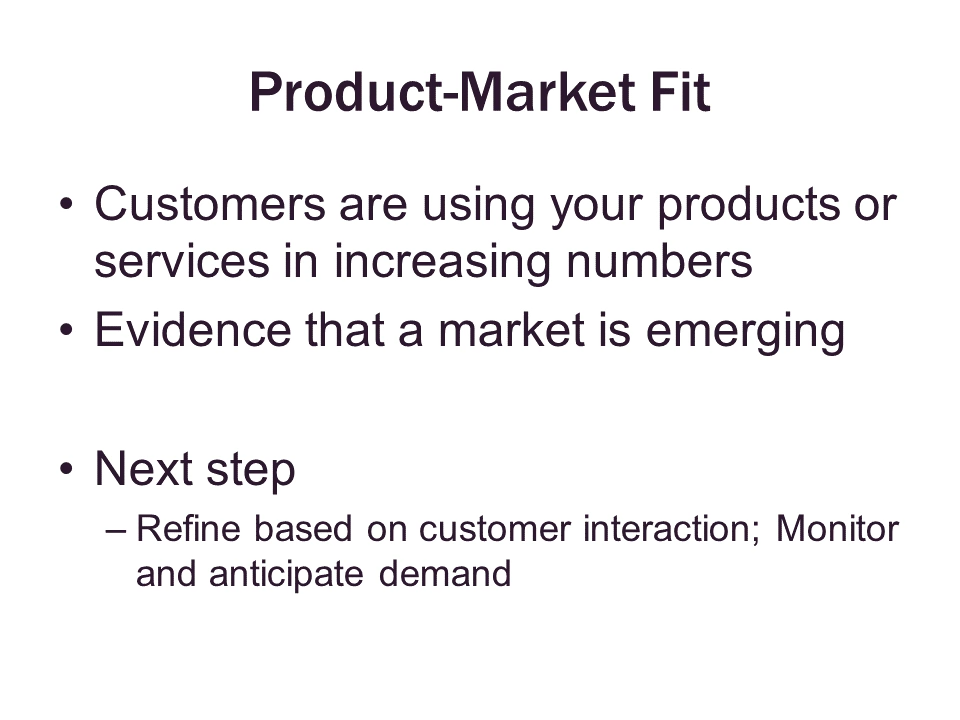 Product-Market Fit
• Customers are using your products or
services in increasing numbers
• Evidence that a market is emerging
• Next step
– Refine based on customer interaction; Monitor
and anticipate demand